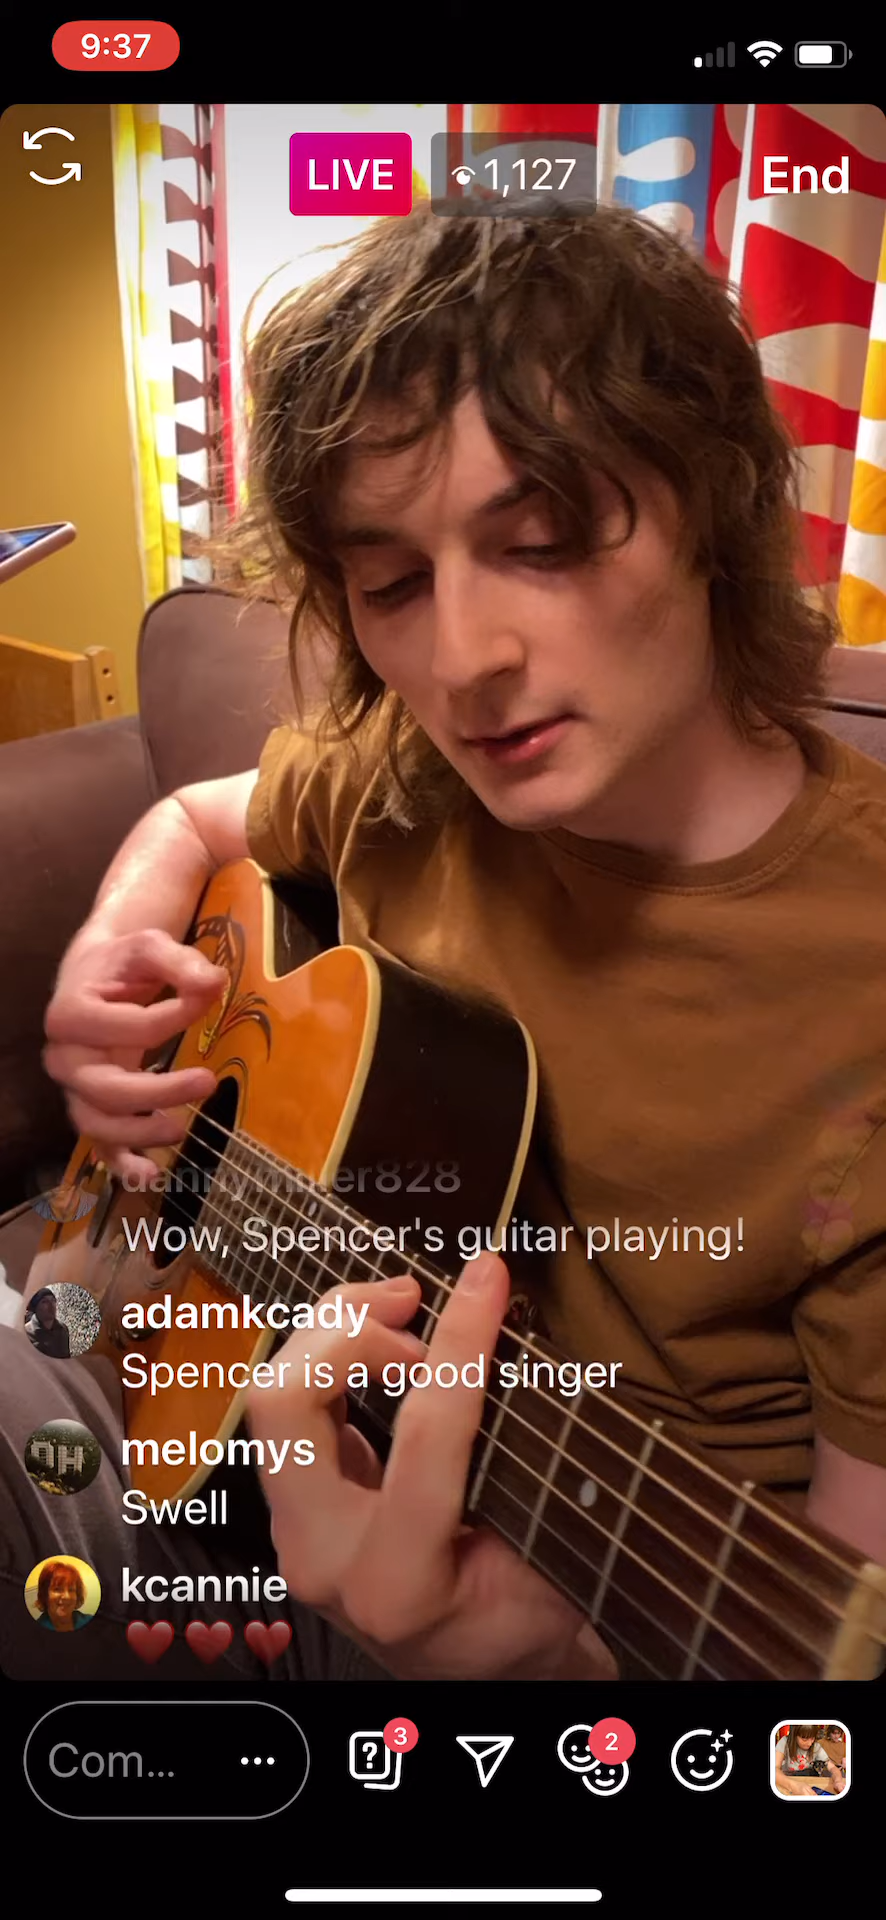 9:37
LIVE
1,127
End
Wow, Spencer's guitar playing!
adamkcady
Spencer is a good singer
melomys
Swell
kcannie
Com...
3
?
2